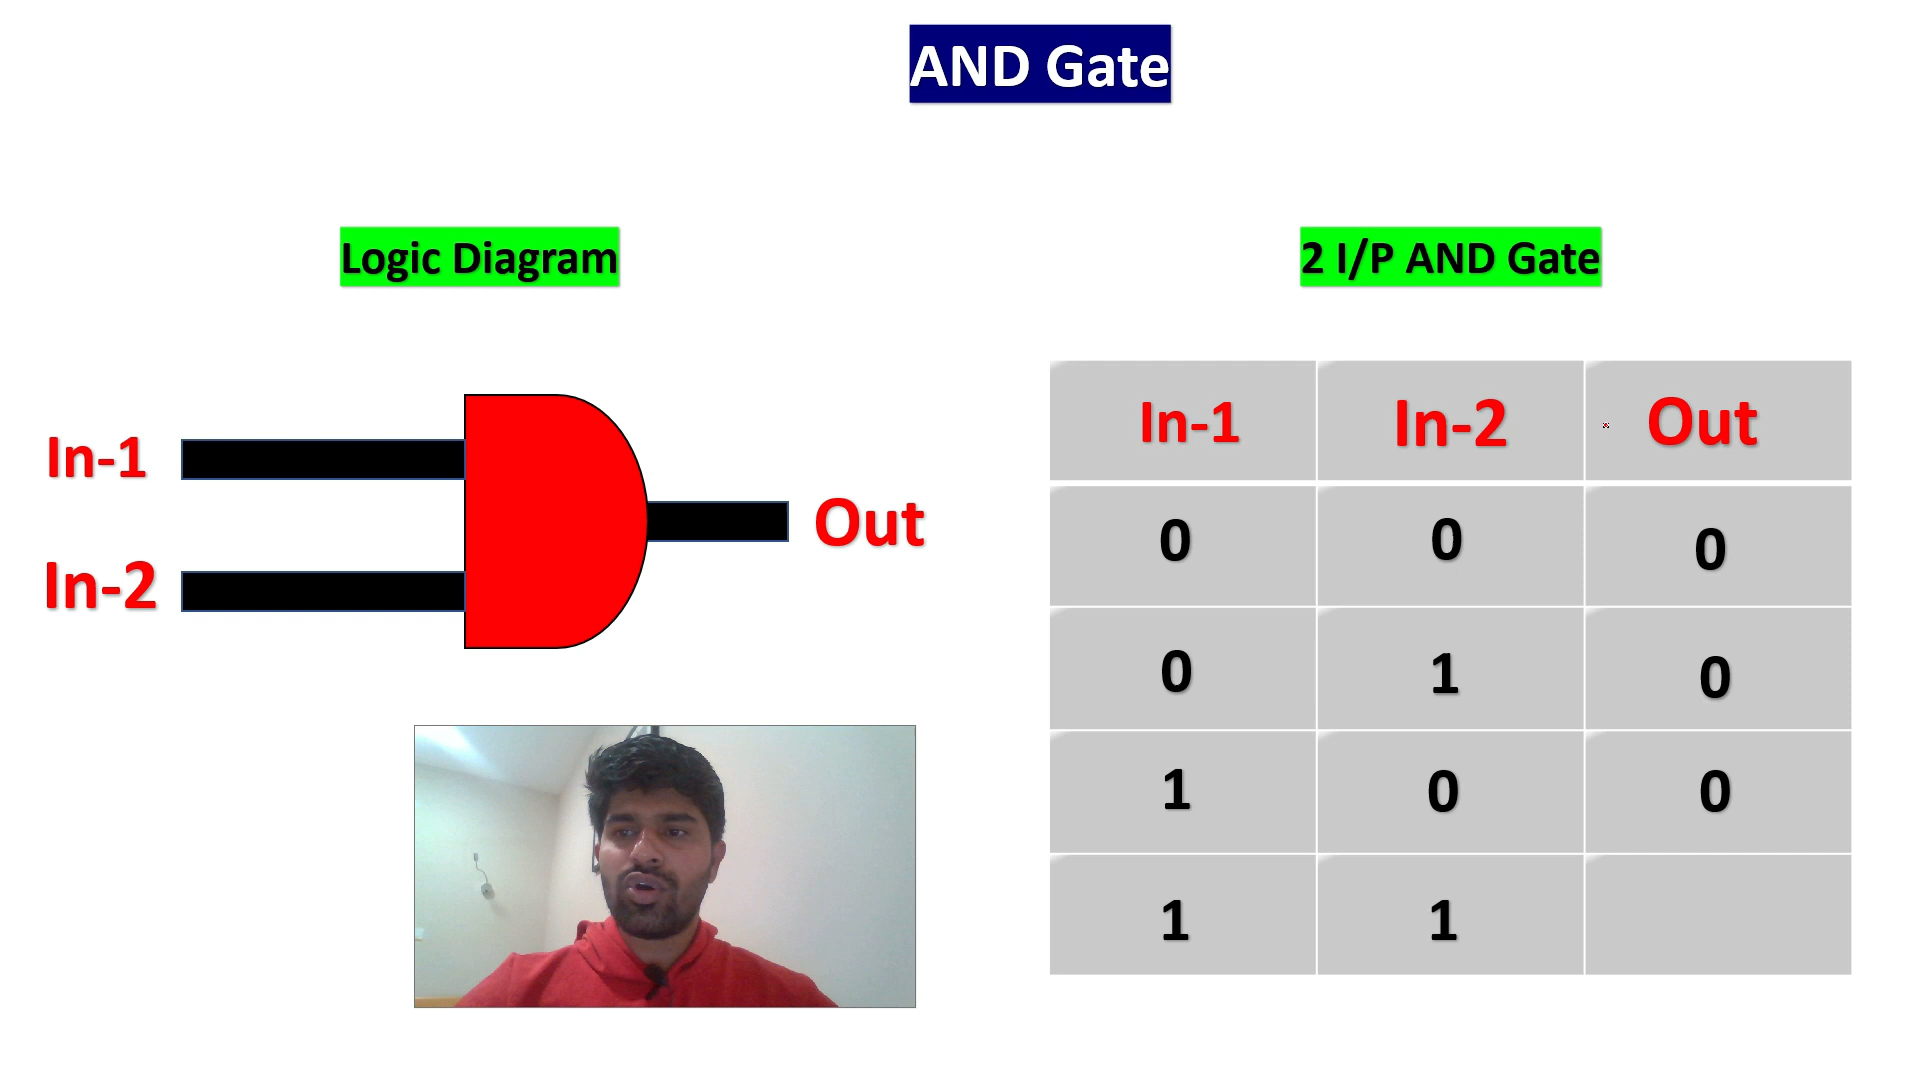 AND Gate
Logic Diagram
In-1
In-2
Out
2 I/P AND Gate
In-1 In-2 Out
0 0 0
0 1 0
1 0 0
1 1